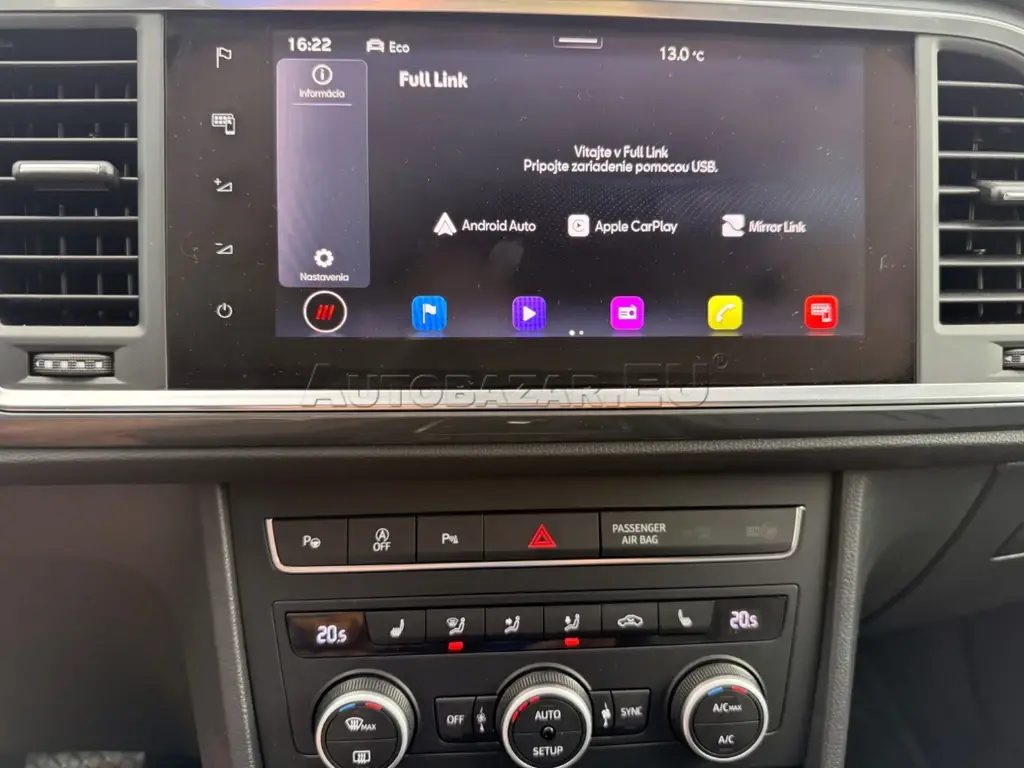 16:22
Eco
13.0 °C
Informácia
Full Link
Vitajte v Full Link
Pripojte zariadenie pomocou USB.
Android Auto
Apple CarPlay
Mirror Link
Nastavenia
AUTOBAZAR.EU
P
A OFF
P
PASSENGER
AIR BAG
20.5
20.5
MAX
OFF
AUTO
SETUP
SYNC
A/C MAX
A/C